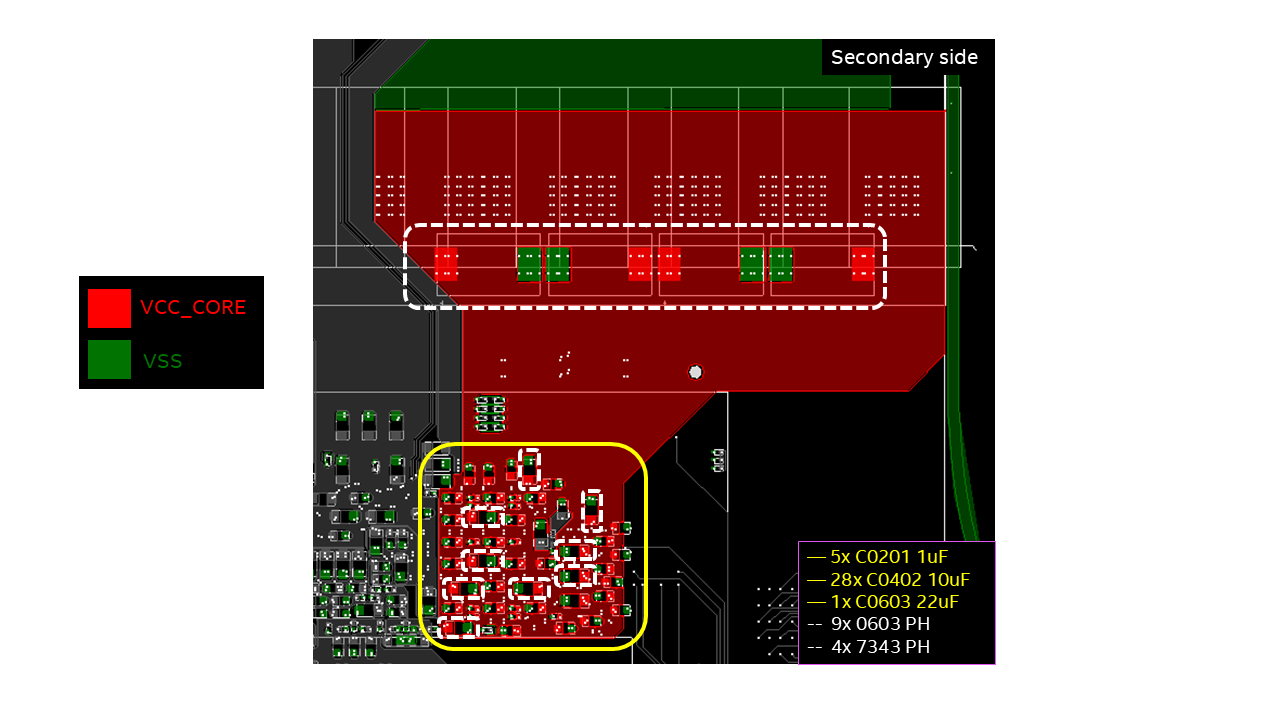 Secondary side
VCC_CORE
VSS
— 5x C0201 1uF
— 28x C0402 10uF
— 1x C0603 22uF
-- 9x 0603 PH
-- 4x 7343 PH